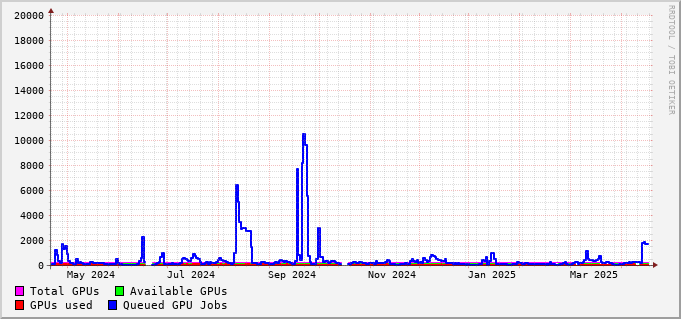 20000
18000
16000
14000
12000
10000
8000
6000
4000
2000
0
May 2024 Jul 2024 Sep 2024 Nov 2024 Jan 2025 Mar 2025
Total GPUs Available GPUs
GPUs used Queued GPU Jobs
RRDTOOL / TOBI OETIKER